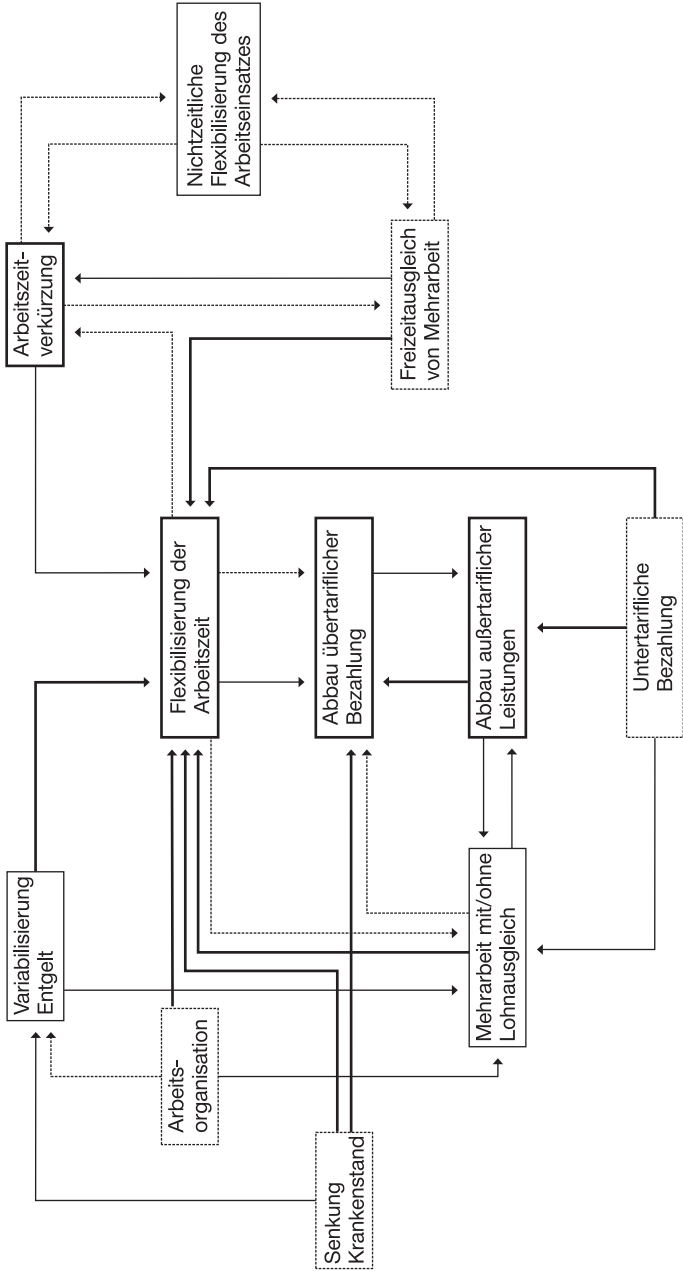 Variabilisierung
Entgelt
Arbeitszeit-
verkürzung
Arbeits-
organisation
Flexibilisierung der
Arbeitszeit
Nichtzeitliche
Flexibilisierung des
Arbeitseinsatzes
Senkung
Krankenstand
Abbau übertariflicher
Bezahlung
Freizeitausgleich
von Mehrarbeit
Mehrarbeit mit/ohne
Lohnausgleich
Abbau außertariflicher
Leistungen
Untertarifliche
Bezahlung